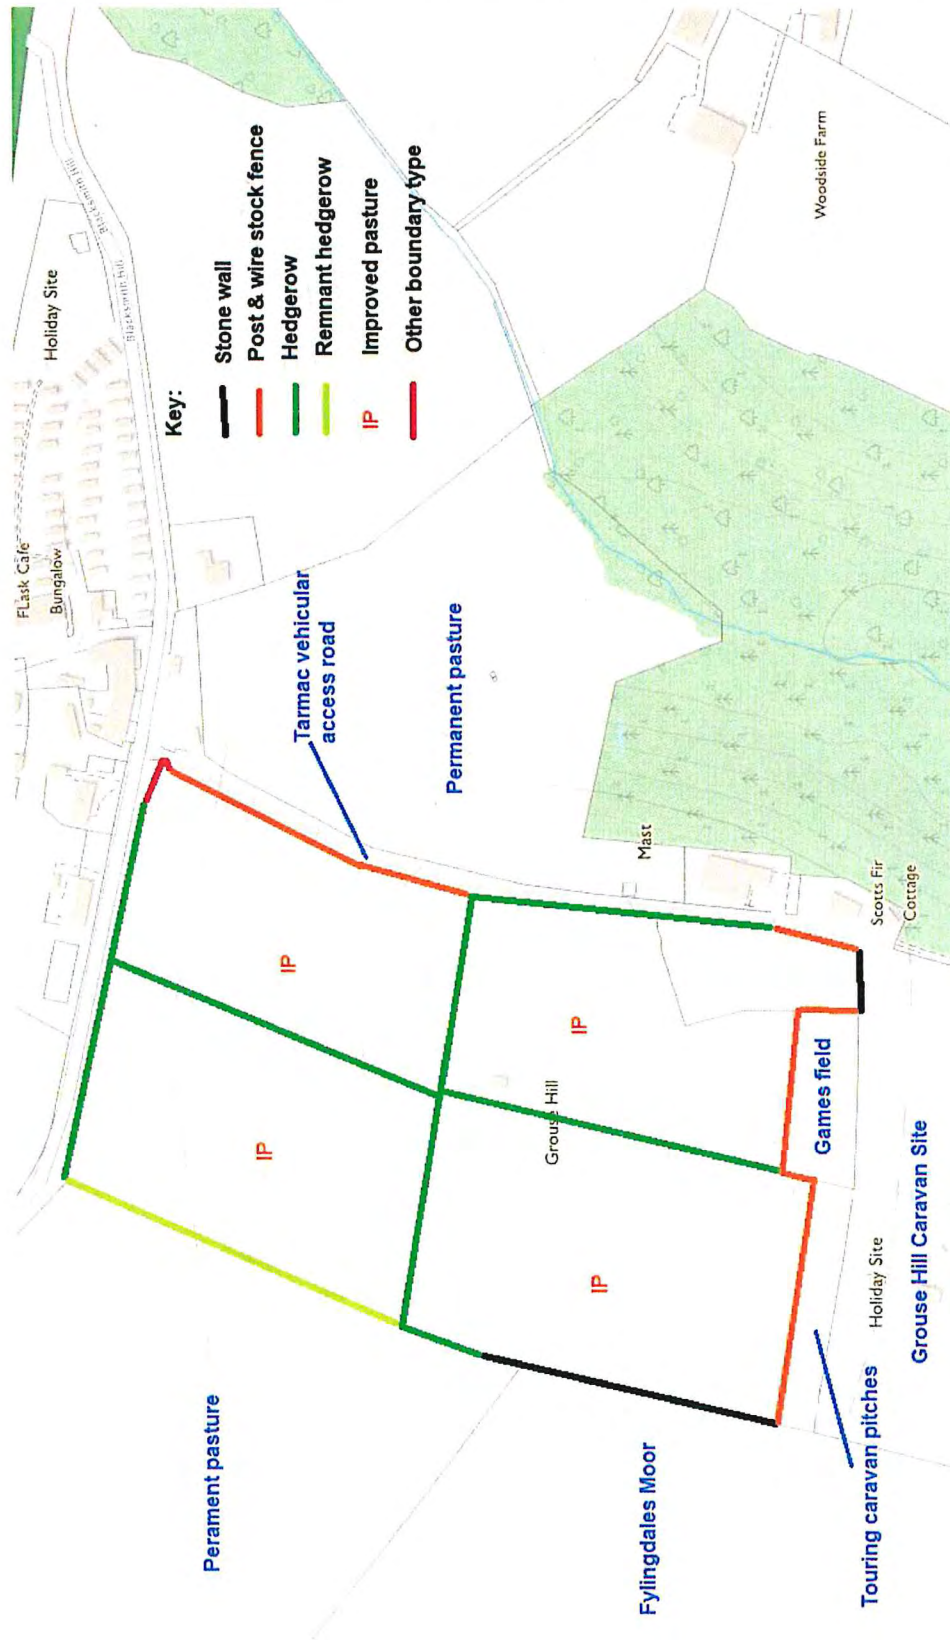 FLask Cafe
Bungalow
Holiday Site
Blacksmith Hill
Blacksmith Hill
Blacksmith Hill
Key:
Stone wall
Post & wire stock fence
Hedgerow
Remnant hedgerow
IP Improved pasture
Other boundary type
Tarmac vehicular
access road
Permanent pasture
Perament pasture
IP
IP
IP
IP
Grouse Hill
Mast
Woodside Farm
Scotts Fir
Cottage
Games field
Fylingdales Moor
Touring caravan pitches
Holiday Site
Grouse Hill Caravan Site